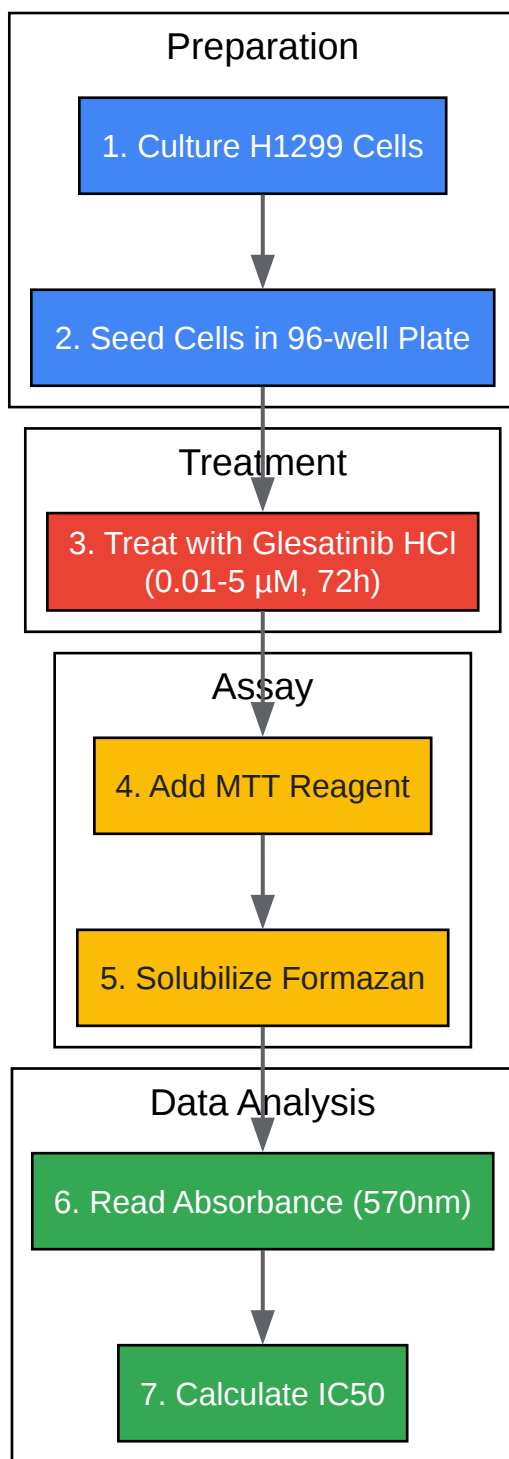 Preparation
1. Culture H1299 Cells
2. Seed Cells in 96-well Plate
Treatment
3. Treat with Glesatinib HCl
(0.01-5 µM, 72h)
Assay
4. Add MTT Reagent
5. Solubilize Formazan
Data Analysis
6. Read Absorbance (570nm)
7. Calculate IC50